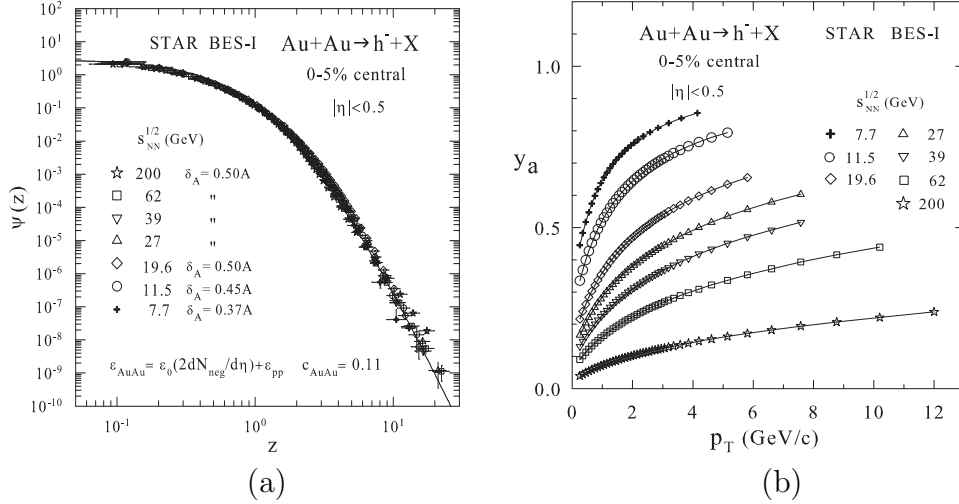 STAR BES-I
Au+Au→h⁻+X
0-5% central
|η|<0.5
s_NN^1/2 (GeV)
200 δ_A = 0.50A
62 "
39 "
27 "
19.6 δ_A = 0.50A
11.5 δ_A = 0.45A
7.7 δ_A = 0.37A
ε_AuAu = ε_0(2dN_neg/dη)+ε_pp c_AuAu = 0.11
10^1
10^0
10^-1
10^-2
10^-3
10^-4
10^-5
10^-6
10^-7
10^-8
10^-9
10^-10
ψ(z)
10^-1 10^0 10^1
z
(a)
Au+Au→h⁻+X STAR BES-I
0-5% central
|η|<0.5
s_NN^1/2 (GeV)
7.7 27
11.5 39
19.6 62
200
1.0
0.5
0.0
y_a
0 2 4 6 8 10 12
p_T (GeV/c)
(b)